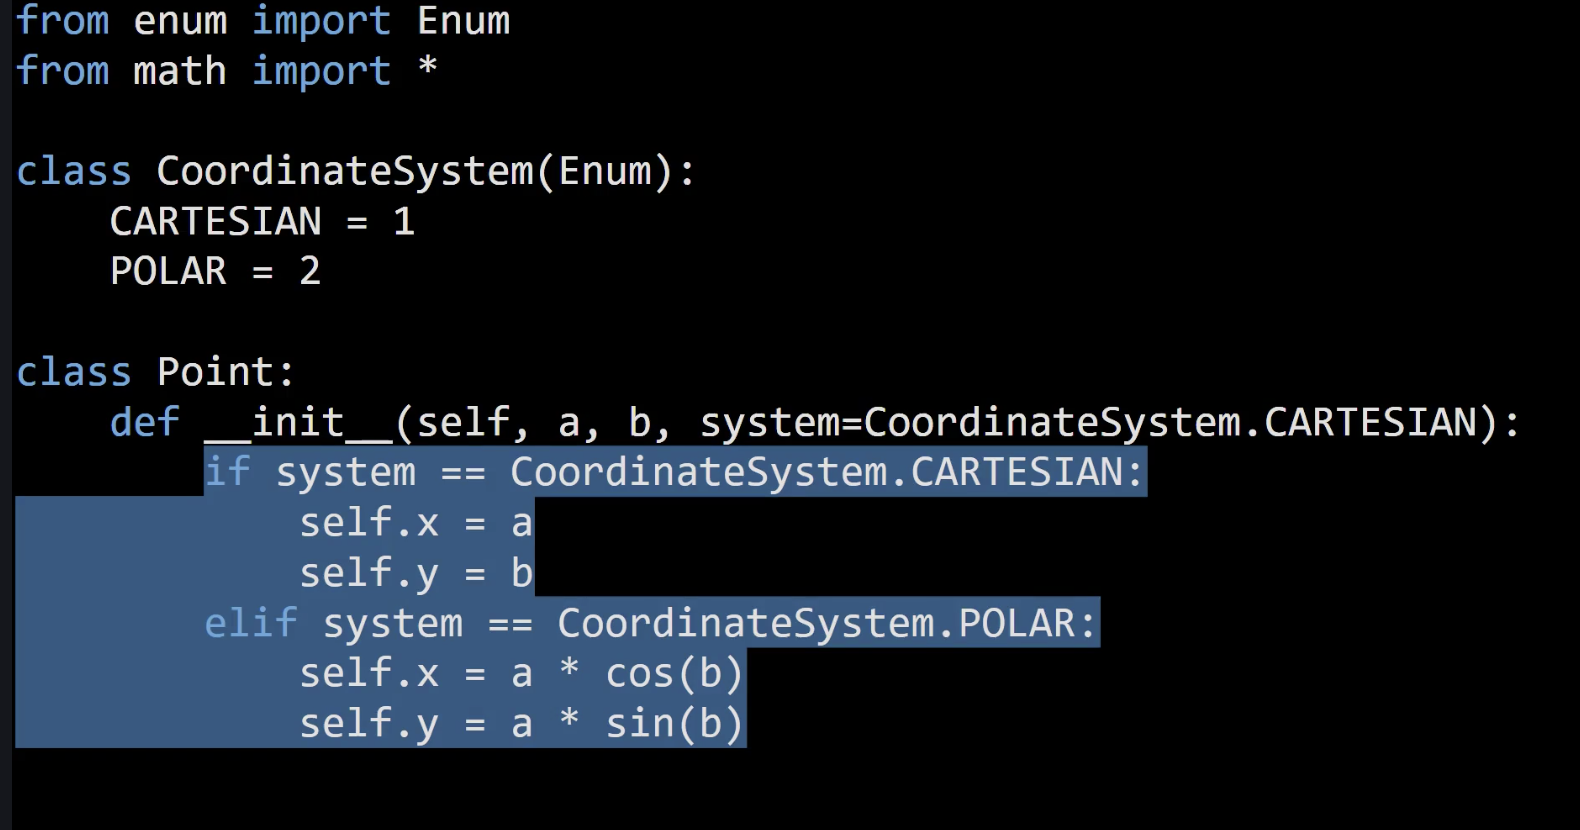 from enum import Enum
from math import *
class CoordinateSystem(Enum):
    CARTESIAN = 1
    POLAR = 2
class Point:
    def __init__(self, a, b, system=CoordinateSystem.CARTESIAN):
        if system == CoordinateSystem.CARTESIAN:
            self.x = a
            self.y = b
        elif system == CoordinateSystem.POLAR:
            self.x = a * cos(b)
            self.y = a * sin(b)